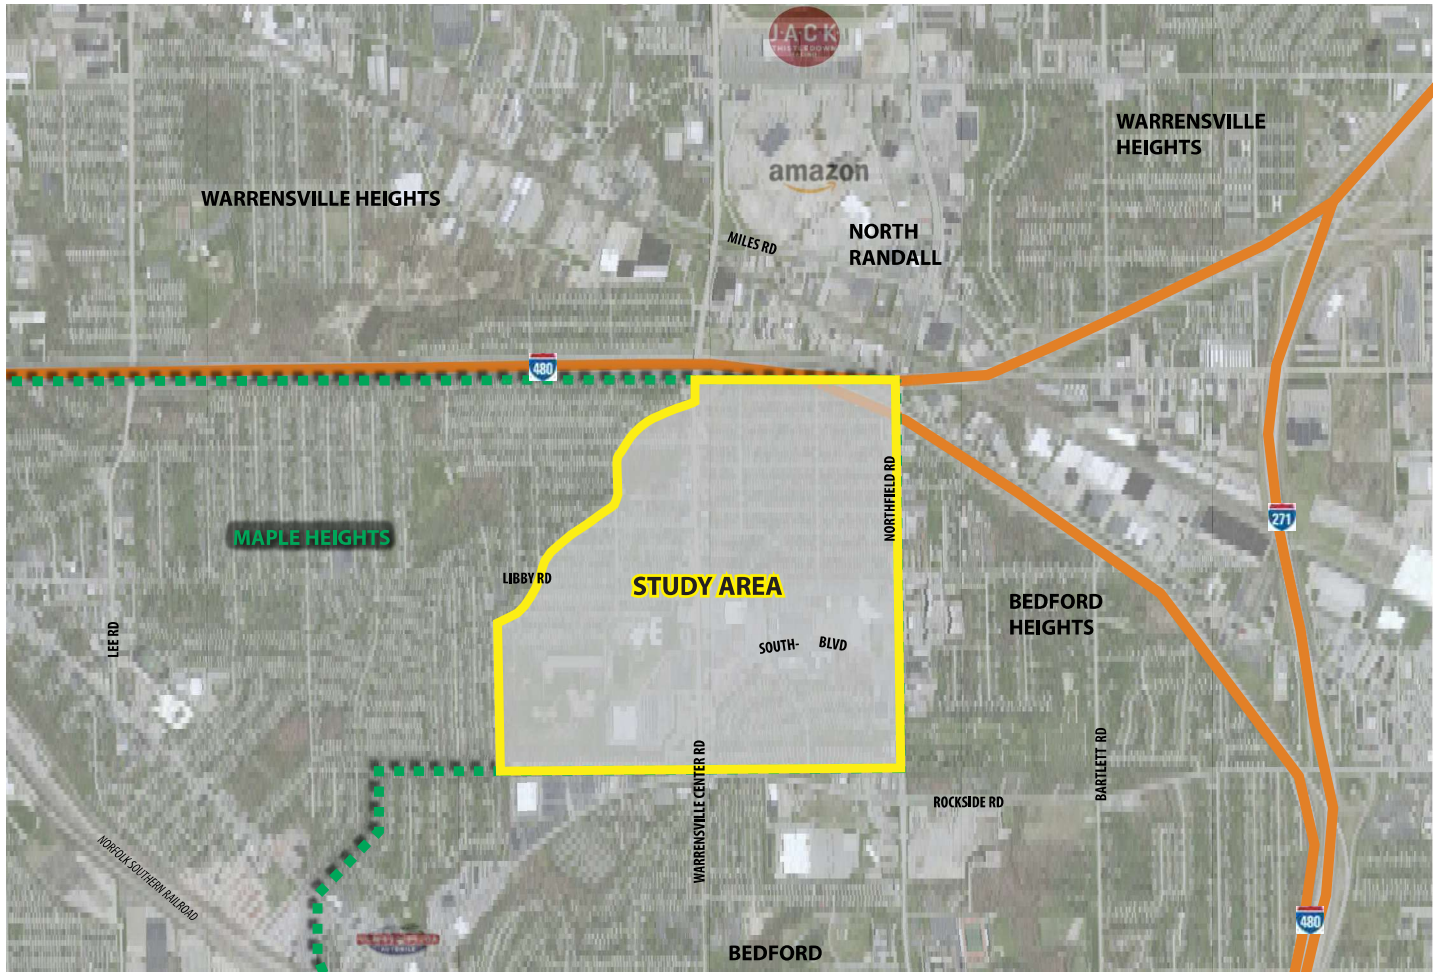 JACK
THISTLEDOWN
WARRENSVILLE
HEIGHTS
amazon
WARRENSVILLE HEIGHTS
NORTH
RANDALL
MILES RD
480
NORTHFIELD RD
271
MAPLE HEIGHTS
LIBBY RD
STUDY AREA
BEDFORD
HEIGHTS
LEE RD
SOUTH- BLVD
WARRENSVILLE CENTER RD
BARTLETT RD
ROCKSIDE RD
NORFOLK SOUTHERN RAILROAD
480
BEDFORD